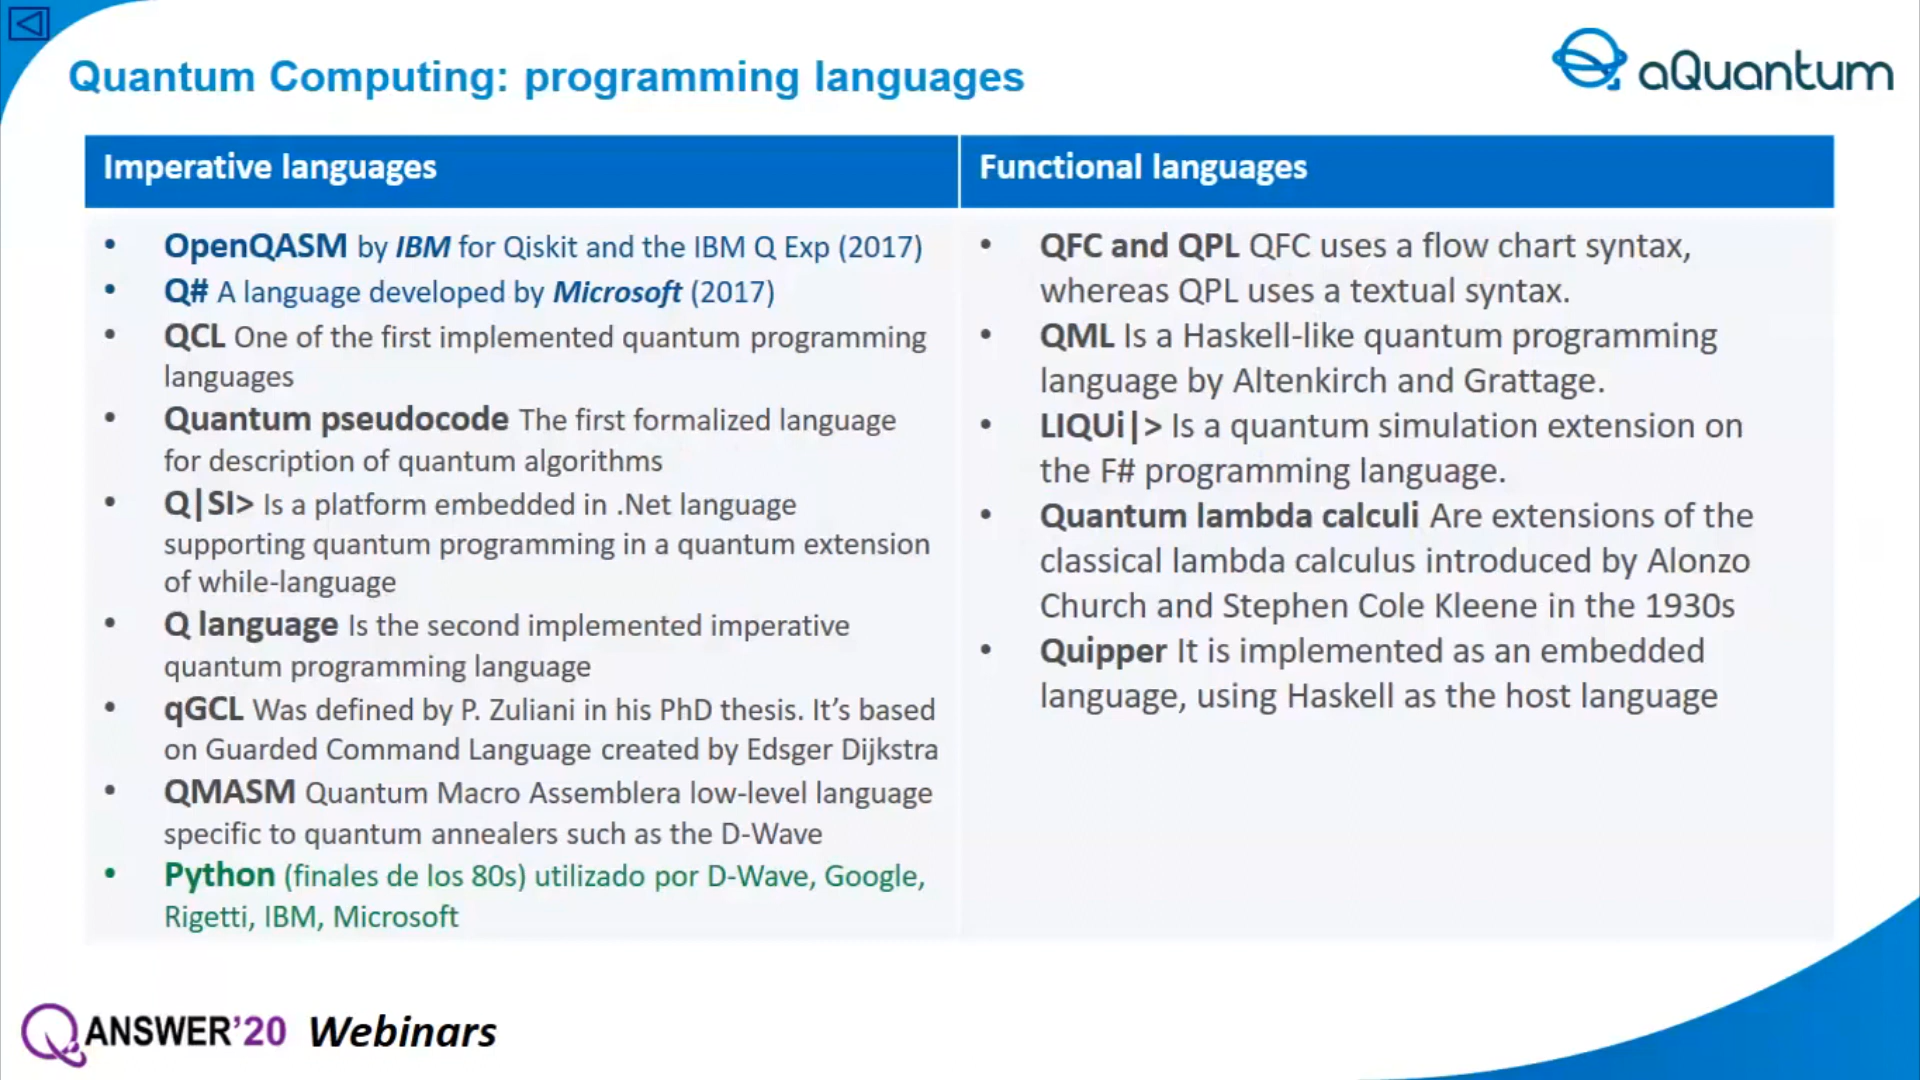 Quantum Computing: programming languages
aQuantum
Imperative languages
• OpenQASM by IBM for Qiskit and the IBM Q Exp (2017)
• Q# A language developed by Microsoft (2017)
• QCL One of the first implemented quantum programming
languages
• Quantum pseudocode The first formalized language
for description of quantum algorithms
• Q|SI> Is a platform embedded in .Net language
supporting quantum programming in a quantum extension
of while-language
• Q language Is the second implemented imperative
quantum programming language
• qGCL Was defined by P. Zuliani in his PhD thesis. It’s based
on Guarded Command Language created by Edsger Dijkstra
• QMASM Quantum Macro Assemblera low-level language
specific to quantum annealers such as the D-Wave
• Python (finales de los 80s) utilizado por D-Wave, Google,
Rigetti, IBM, Microsoft
Functional languages
• QFC and QPL QFC uses a flow chart syntax,
whereas QPL uses a textual syntax.
• QML Is a Haskell-like quantum programming
language by Altenkirch and Grattage.
• LIQUi|> Is a quantum simulation extension on
the F# programming language.
• Quantum lambda calculi Are extensions of the
classical lambda calculus introduced by Alonzo
Church and Stephen Cole Kleene in the 1930s
• Quipper It is implemented as an embedded
language, using Haskell as the host language
QANSWER’20 Webinars